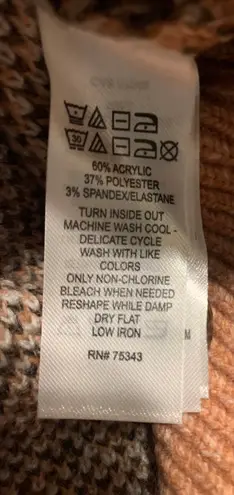 30
60% ACRYLIC
37% POLYESTER
3% SPANDEX/ELASTANE
TURN INSIDE OUT
MACHINE WASH COOL -
DELICATE CYCLE
WASH WITH LIKE
COLORS
ONLY NON-CHLORINE
BLEACH WHEN NEEDED
RESHAPE WHILE DAMP
DRY FLAT
LOW IRON
M
RN# 75343